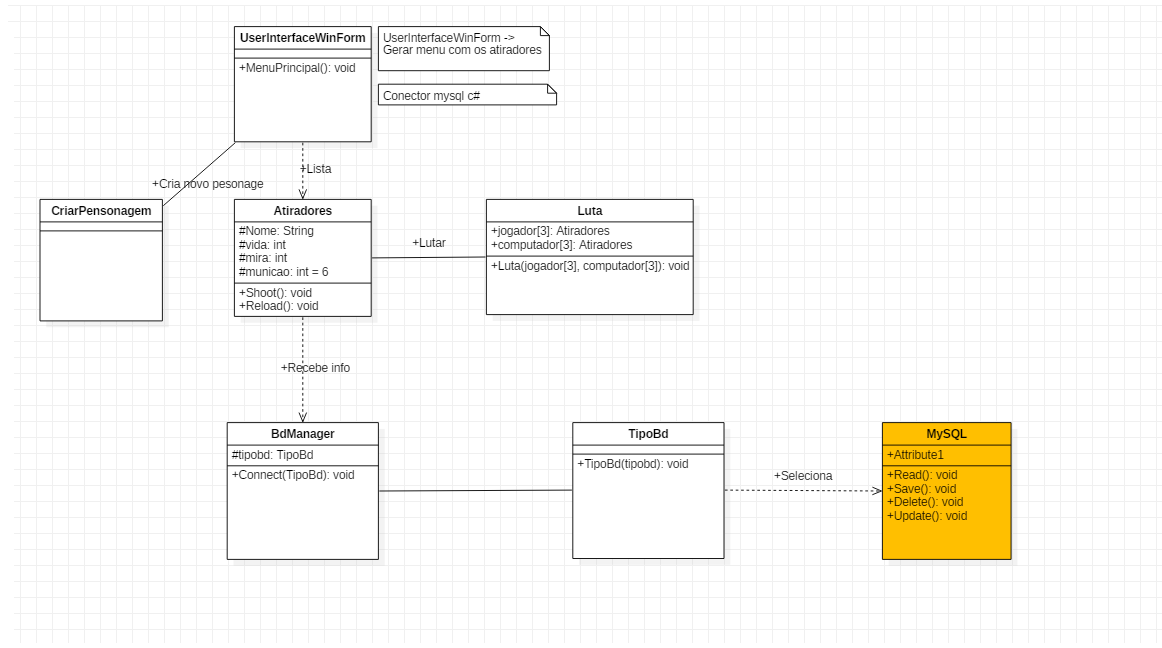 UserInterfaceWinForm
+MenuPrincipal(): void
UserInterfaceWinForm ->
Gerar menu com os atiradores
Conector mysql c#
+Lista
+Cria novo pesonage
CriarPensonagem
Atiradores
#Nome: String
#vida: int
#mira: int
#municao: int = 6
+Shoot(): void
+Reload(): void
+Lutar
Luta
+jogador[3]: Atiradores
+computador[3]: Atiradores
+Luta(jogador[3], computador[3]): void
+Recebe info
BdManager
#tipobd: TipoBd
+Connect(TipoBd): void
TipoBd
+TipoBd(tipobd): void
+Seleciona
MySQL
+Attribute1
+Read(): void
+Save(): void
+Delete(): void
+Update(): void